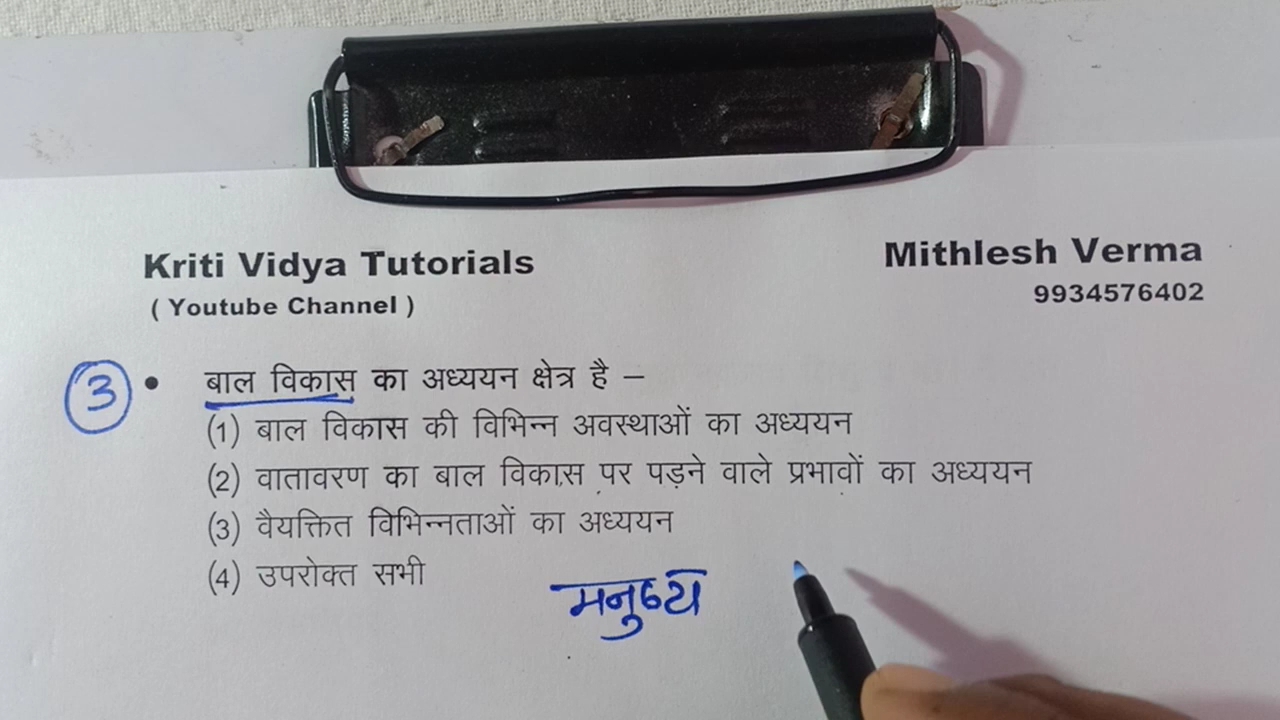 Kriti Vidya Tutorials
( Youtube Channel )
Mithlesh Verma
9934576402
3 • बाल विकास का अध्ययन क्षेत्र है –
(1) बाल विकास की विभिन्न अवस्थाओं का अध्ययन
(2) वातावरण का बाल विकास पर पड़ने वाले प्रभावों का अध्ययन
(3) वैयक्तित विभिन्नताओं का अध्ययन
(4) उपरोक्त सभी
मनुष्य